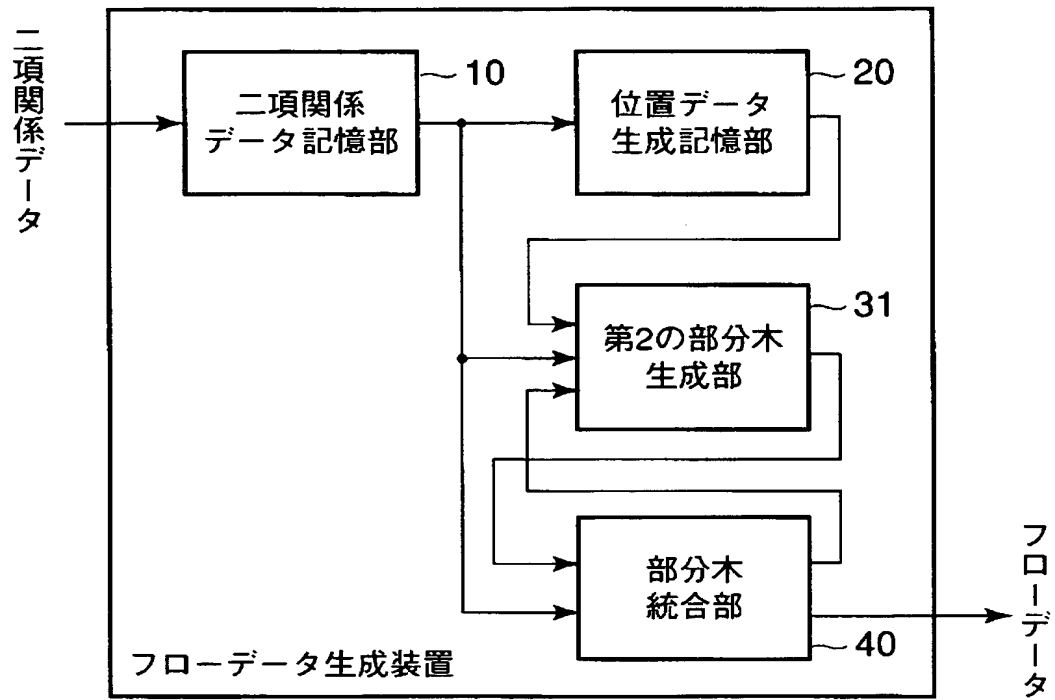 二項関係データ
二項関係
データ記憶部
10
位置データ
生成記憶部
20
第2の部分木
生成部
31
部分木
統合部
40
フローデータ
フローデータ生成装置